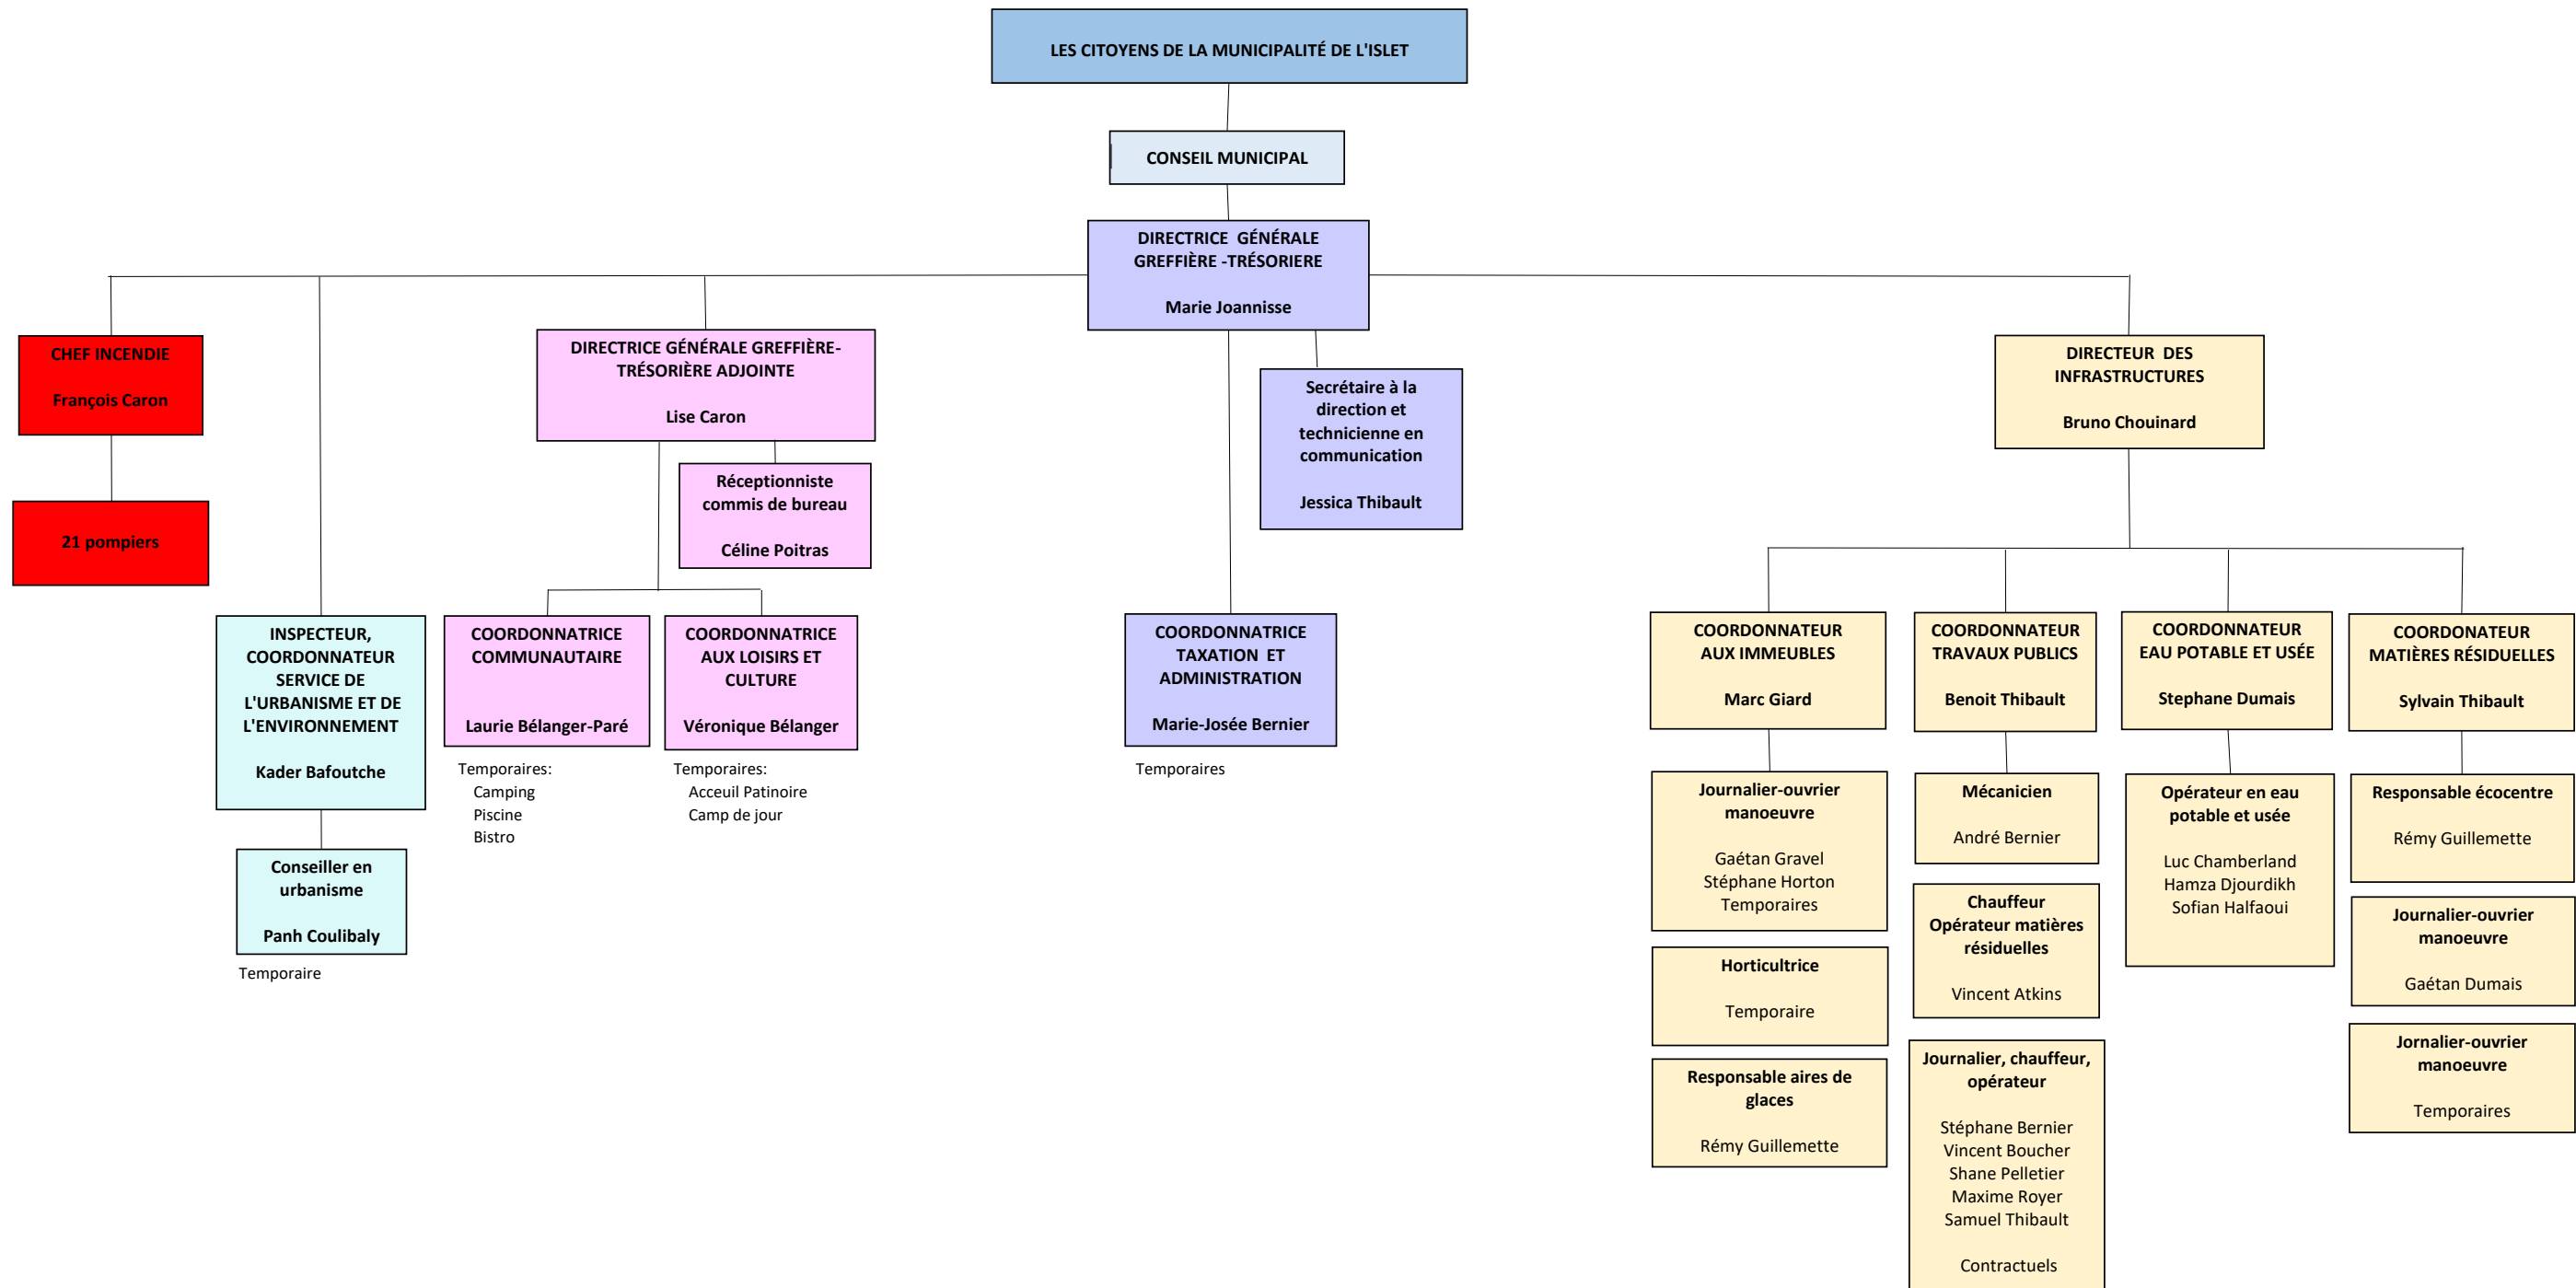 LES CITOYENS DE LA MUNICIPALITÉ DE L'ISLET
CONSEIL MUNICIPAL
DIRECTRICE GÉNÉRALE
GREFFIÈRE -TRÉSORIERE
Marie Joannisse
CHEF INCENDIE
François Caron
21 pompiers
INSPECTEUR,
COORDONNATEUR
SERVICE DE
L'URBANISME ET DE
L'ENVIRONNEMENT
Kader Bafoutche
Conseiller en
urbanisme
Panh Coulibaly
Temporaire
DIRECTRICE GÉNÉRALE GREFFIÈRE-
TRÉSORIÈRE ADJOINTE
Lise Caron
Réceptionniste
commis de bureau
Céline Poitras
COORDONNATRICE
COMMUNAUTAIRE
Laurie Bélanger-Paré
Temporaires:
Camping
Piscine
Bistro
COORDONNATRICE
AUX LOISIRS ET
CULTURE
Véronique Bélanger
Temporaires:
Acceuil Patinoire
Camp de jour
Secrétaire à la
direction et
technicienne en
communication
Jessica Thibault
COORDONNATRICE
TAXATION ET
ADMINISTRATION
Marie-Josée Bernier
Temporaires
DIRECTEUR DES
INFRASTRUCTURES
Bruno Chouinard
COORDONNATEUR
AUX IMMEUBLES
Marc Giard
Journalier-ouvrier
manoeuvre
Gaétan Gravel
Stéphane Horton
Temporaires
Horticultrice
Temporaire
Responsable aires de
glaces
Rémy Guillemette
COORDONNATEUR
TRAVAUX PUBLICS
Benoit Thibault
Mécanicien
André Bernier
Chauffeur
Opérateur matières
résiduelles
Vincent Atkins
Journalier, chauffeur,
opérateur
Stéphane Bernier
Vincent Boucher
Shane Pelletier
Maxime Royer
Samuel Thibault
Contractuels
COORDONNATEUR
EAU POTABLE ET USÉE
Stephane Dumais
Opérateur en eau
potable et usée
Luc Chamberland
Hamza Djourdikh
Sofian Halfaoui
COORDONATEUR
MATIÈRES RÉSIDUELLES
Sylvain Thibault
Responsable écocentre
Rémy Guillemette
Journalier-ouvrier
manoeuvre
Gaétan Dumais
Jornalier-ouvrier
manoeuvre
Temporaires